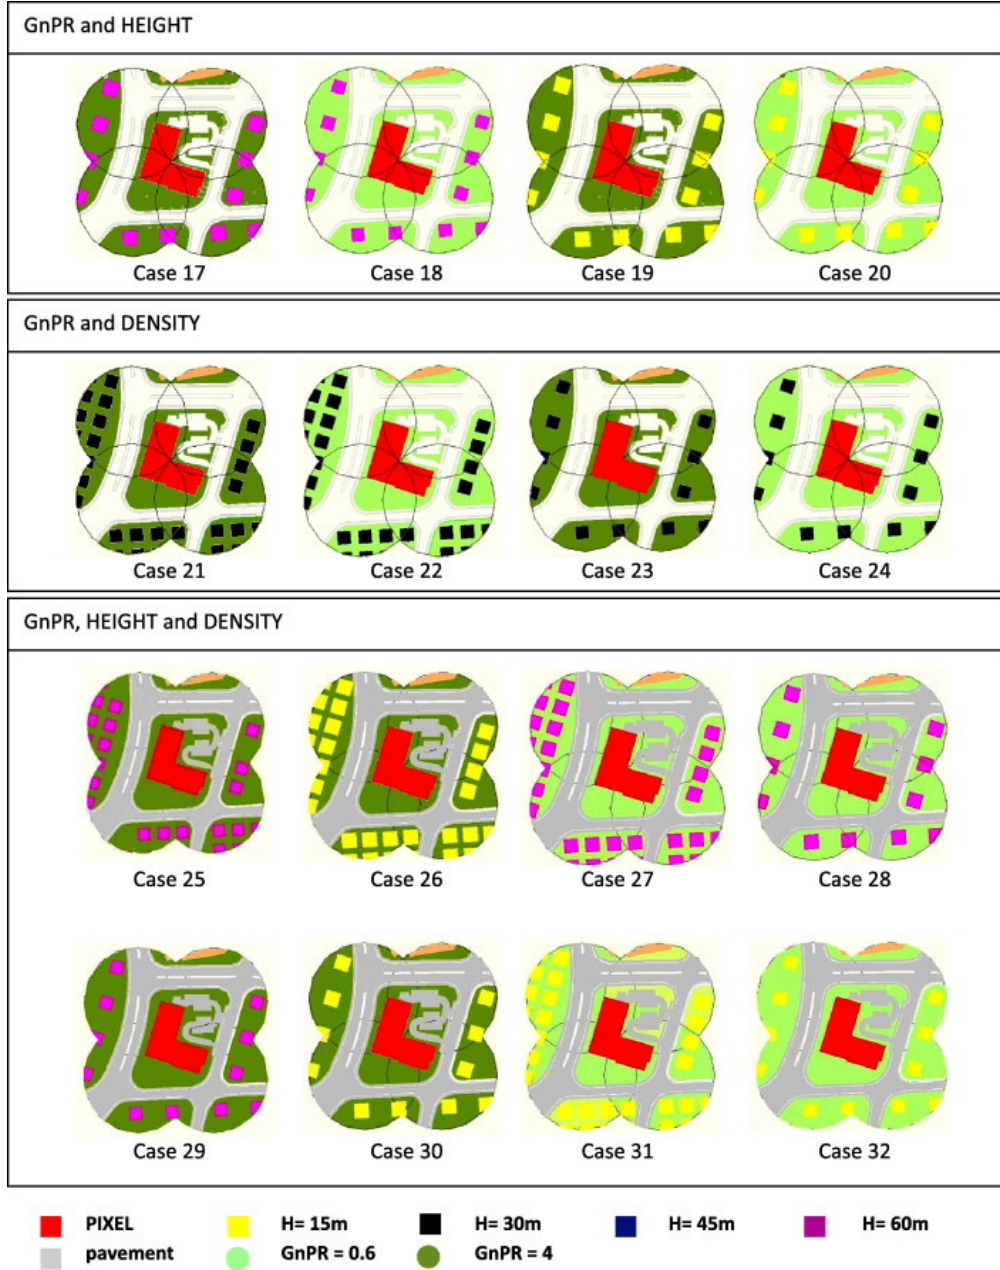 GnPR and HEIGHT
Case 17 Case 18 Case 19 Case 20
GnPR and DENSITY
Case 21 Case 22 Case 23 Case 24
GnPR, HEIGHT and DENSITY
Case 25 Case 26 Case 27 Case 28
Case 29 Case 30 Case 31 Case 32
PIXEL H= 15m H= 30m H= 45m H= 60m
pavement GnPR = 0.6 GnPR = 4